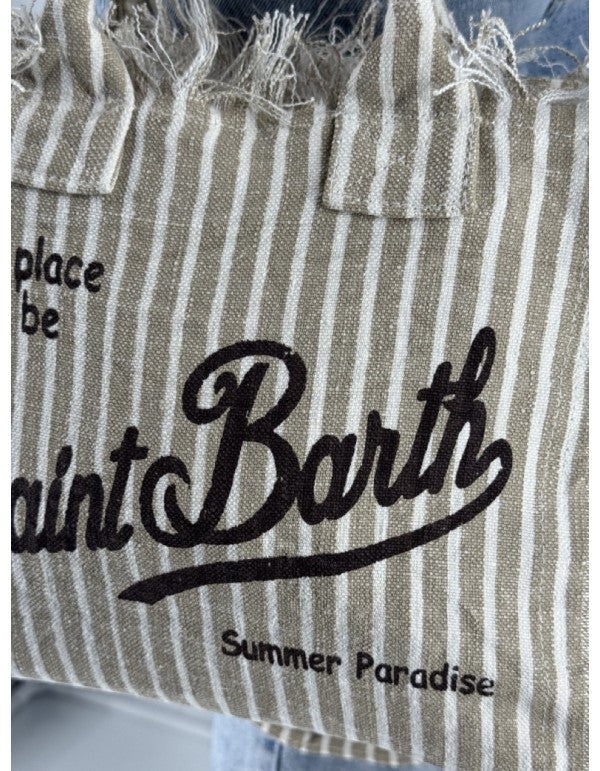 place
be
aint Barth
Summer Paradise